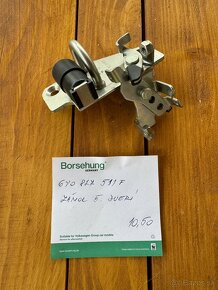 Borsehung
GERMANY
6Y0 827 511 F
ZÁMOK 5. DVERÍ
10,50
Suitable for Volkswagen Group car models